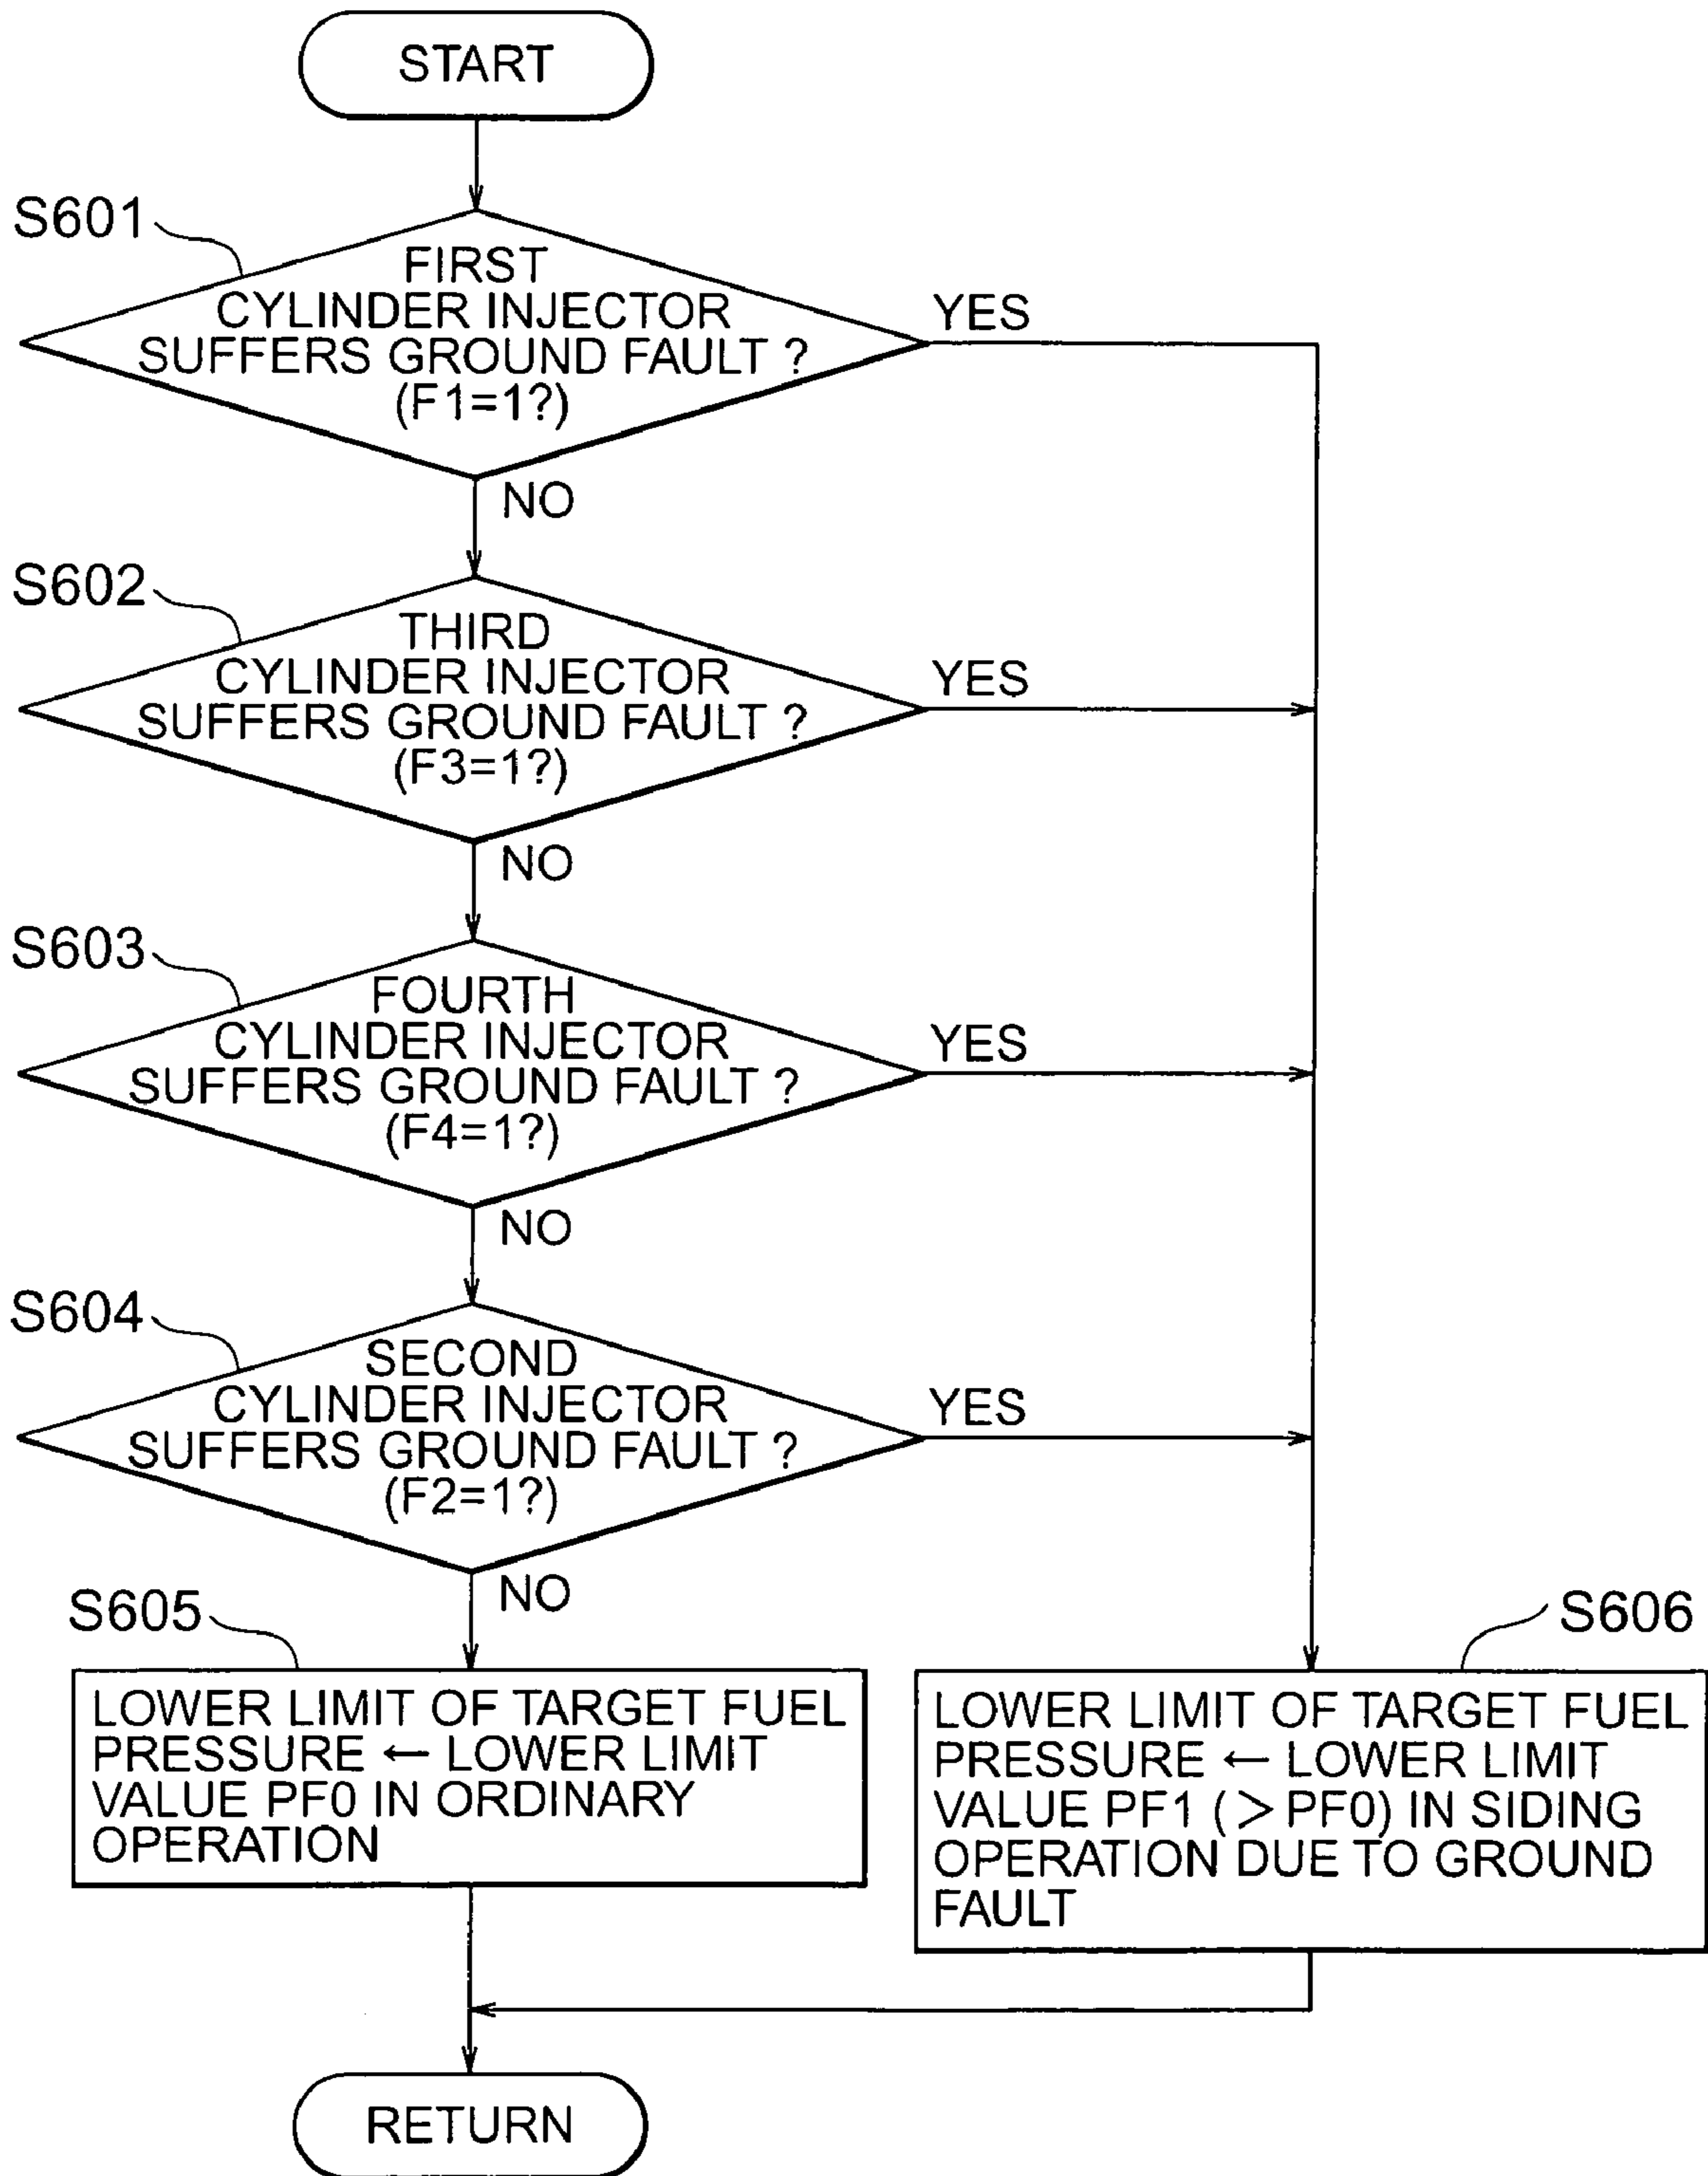 START
S601
FIRST
CYLINDER INJECTOR
SUFFERS GROUND FAULT ?
(F1=1?)
YES
NO
S602
THIRD
CYLINDER INJECTOR
SUFFERS GROUND FAULT ?
(F3=1?)
YES
NO
S603
FOURTH
CYLINDER INJECTOR
SUFFERS GROUND FAULT ?
(F4=1?)
YES
NO
S604
SECOND
CYLINDER INJECTOR
SUFFERS GROUND FAULT ?
(F2=1?)
YES
NO
S605
LOWER LIMIT OF TARGET FUEL
PRESSURE ← LOWER LIMIT
VALUE PF0 IN ORDINARY
OPERATION
S606
LOWER LIMIT OF TARGET FUEL
PRESSURE ← LOWER LIMIT
VALUE PF1 (> PF0) IN SIDING
OPERATION DUE TO GROUND
FAULT
RETURN